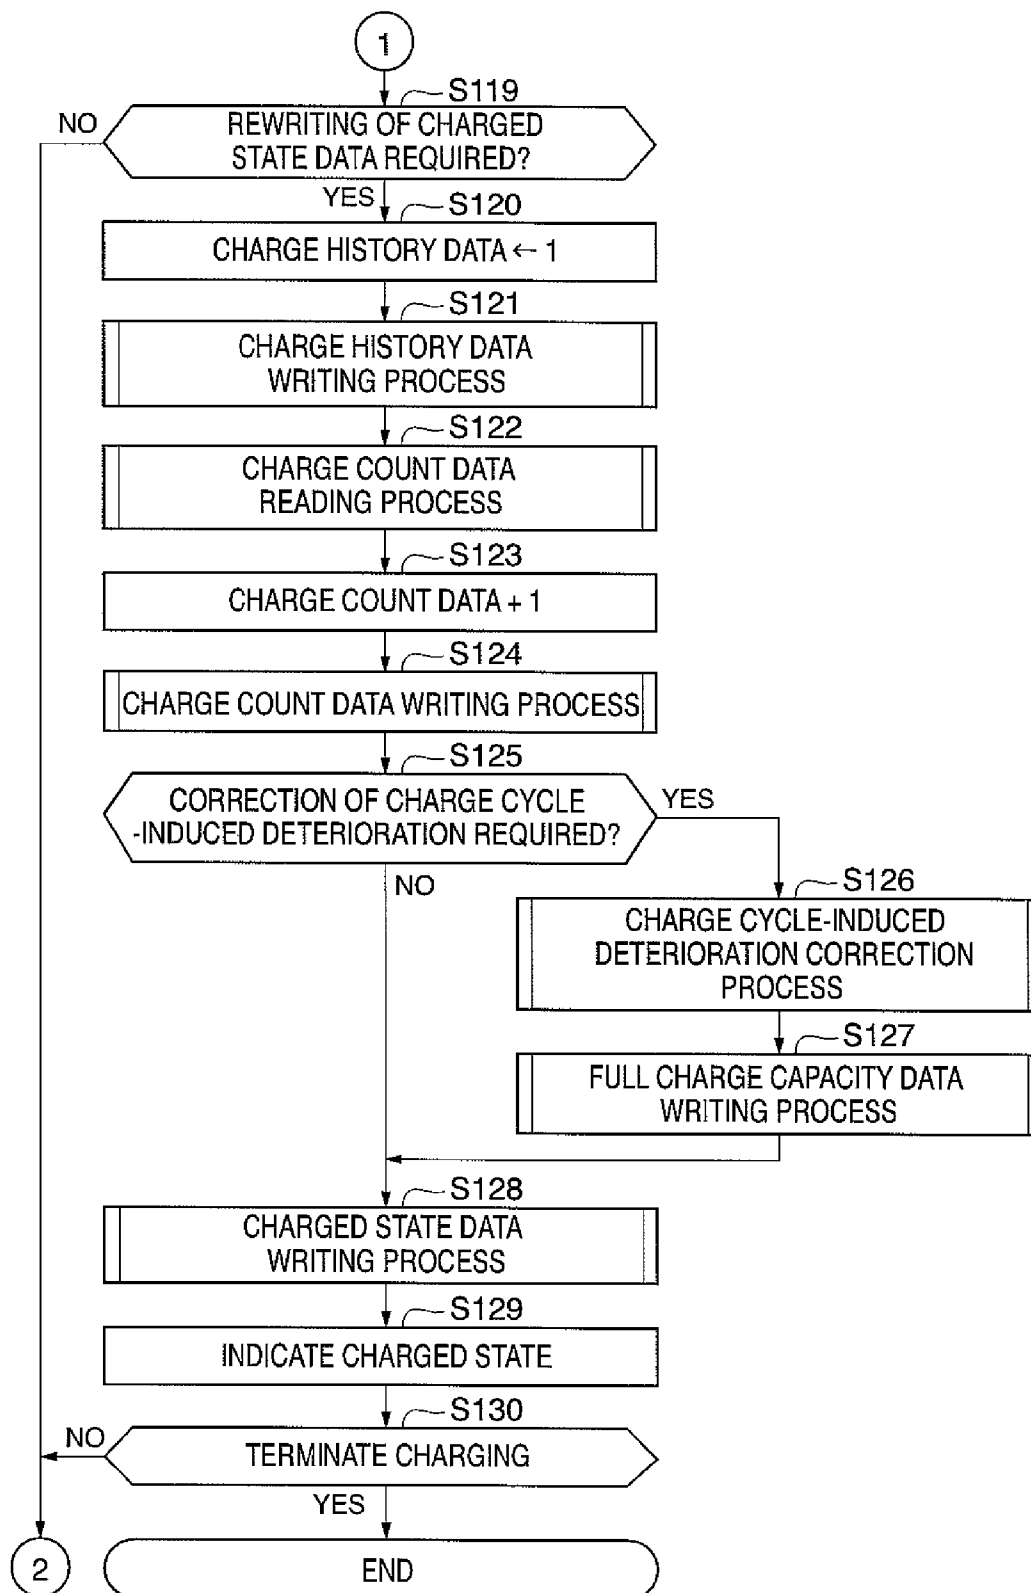 1
S119
NO
REWRITING OF CHARGED
STATE DATA REQUIRED?
YES
S120
CHARGE HISTORY DATA ← 1
S121
CHARGE HISTORY DATA
WRITING PROCESS
S122
CHARGE COUNT DATA
READING PROCESS
S123
CHARGE COUNT DATA + 1
S124
CHARGE COUNT DATA WRITING PROCESS
S125
CORRECTION OF CHARGE CYCLE
-INDUCED DETERIORATION REQUIRED?
YES
NO
S126
CHARGE CYCLE-INDUCED
DETERIORATION CORRECTION
PROCESS
S127
FULL CHARGE CAPACITY DATA
WRITING PROCESS
S128
CHARGED STATE DATA
WRITING PROCESS
S129
INDICATE CHARGED STATE
S130
NO
TERMINATE CHARGING
YES
2
END